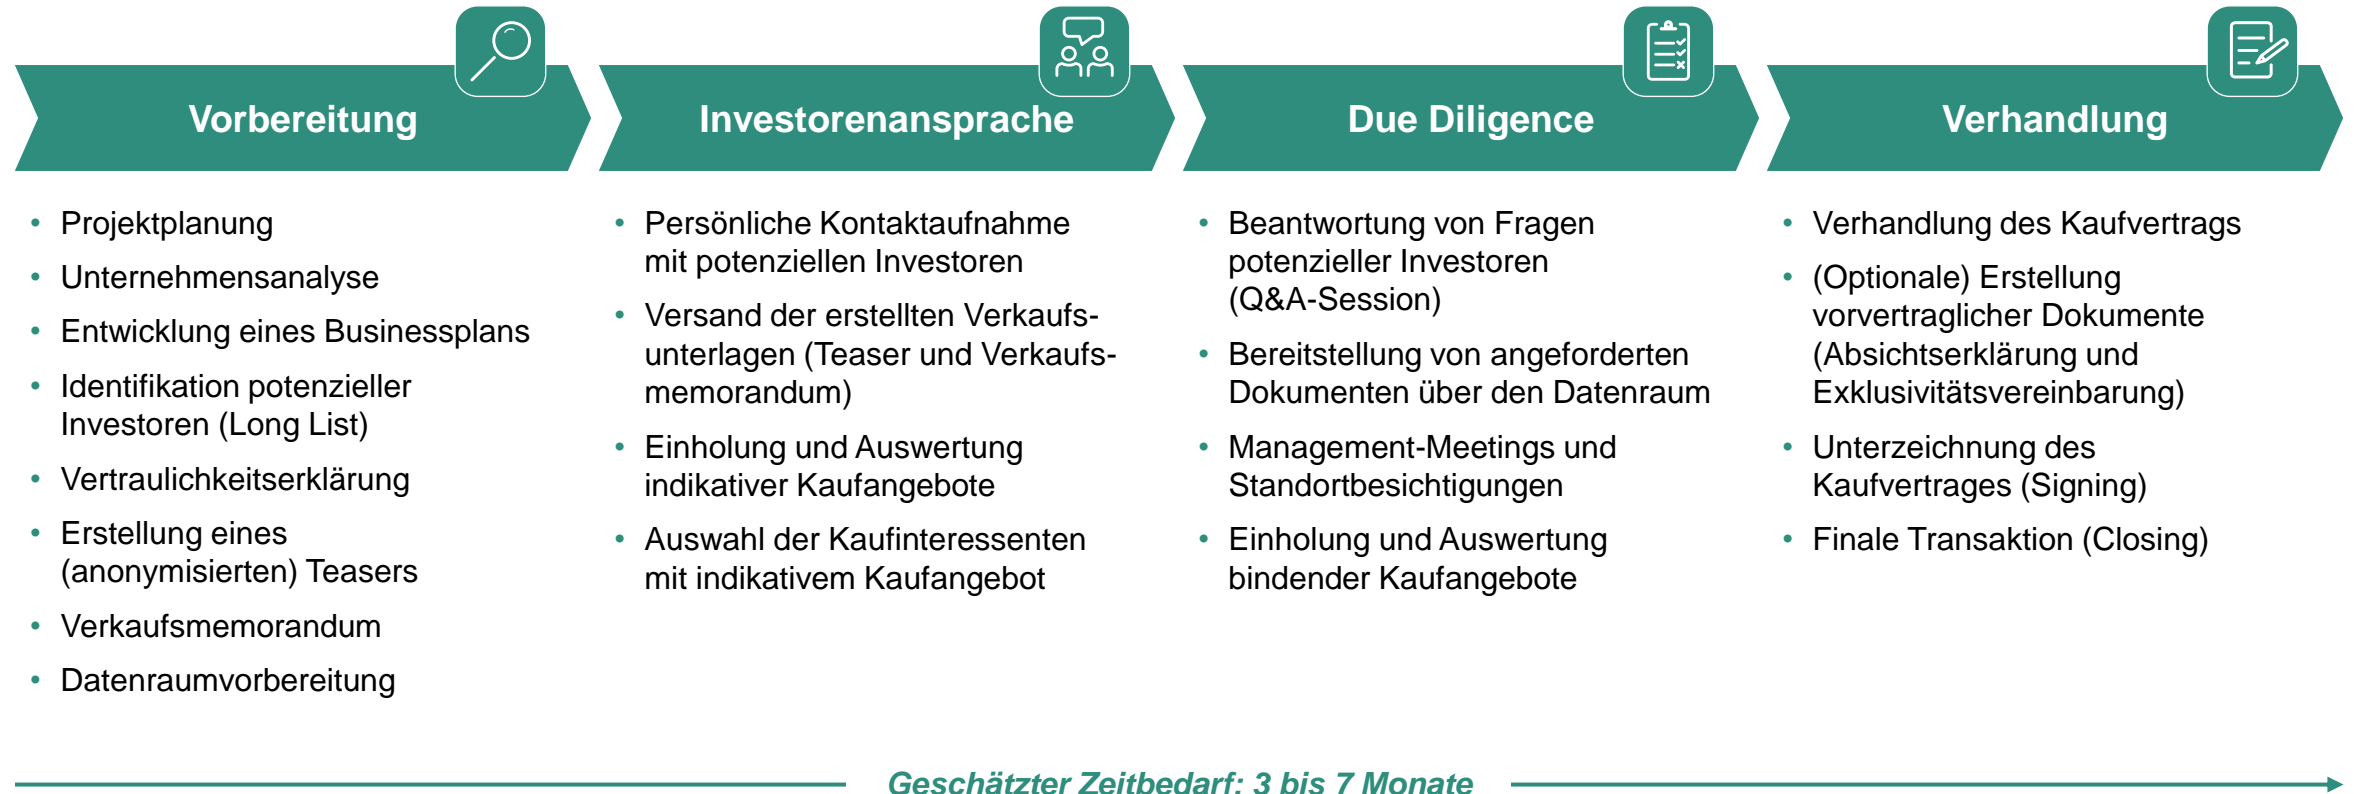 Vorbereitung
• Projektplanung
• Unternehmensanalyse
• Entwicklung eines Businessplans
• Identifikation potenzieller
Investoren (Long List)
• Vertraulichkeitserklärung
• Erstellung eines
(anonymisierten) Teasers
• Verkaufsmemorandum
• Datenraumvorbereitung
Investorenansprache
• Persönliche Kontaktaufnahme
mit potenziellen Investoren
• Versand der erstellten Verkaufs-
unterlagen (Teaser und Verkaufs-
memorandum)
• Einholung und Auswertung
indikativer Kaufangebote
• Auswahl der Kaufinteressenten
mit indikativem Kaufangebot
Due Diligence
• Beantwortung von Fragen
potenzieller Investoren
(Q&A-Session)
• Bereitstellung von angeforderten
Dokumenten über den Datenraum
• Management-Meetings und
Standortbesichtigungen
• Einholung und Auswertung
bindender Kaufangebote
Verhandlung
• Verhandlung des Kaufvertrags
• (Optionale) Erstellung
vorvertraglicher Dokumente
(Absichtserklärung und
Exklusivitätsvereinbarung)
• Unterzeichnung des
Kaufvertrages (Signing)
• Finale Transaktion (Closing)
Geschätzter Zeitbedarf: 3 bis 7 Monate